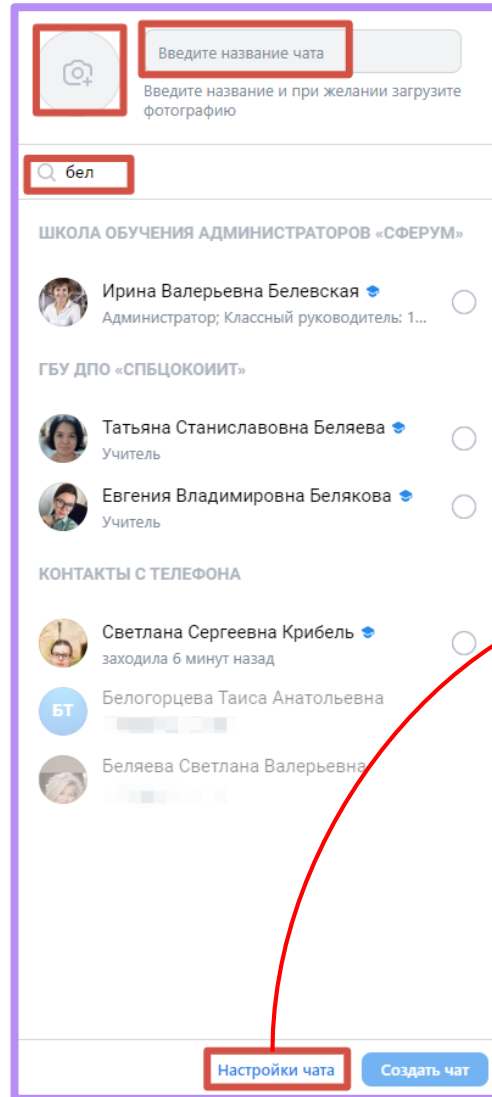 Введите название чата
Введите название и при желании загрузите
фотографию
бел
ШКОЛА ОБУЧЕНИЯ АДМИНИСТРАТОРОВ «СФЕРУМ»
Ирина Валерьевна Белевская
Администратор; Классный руководитель: 1...
ГБУ ДПО «СПБЦОКОИИТ»
Татьяна Станиславовна Беляева
Учитель
Евгения Владимировна Белякова
Учитель
КОНТАКТЫ С ТЕЛЕФОНА
Светлана Сергеевна Крибель
заходила 6 минут назад
БТ
Белогорцева Таиса Анатольевна
Беляева Светлана Валерьевна
Настройки чата
Создать чат